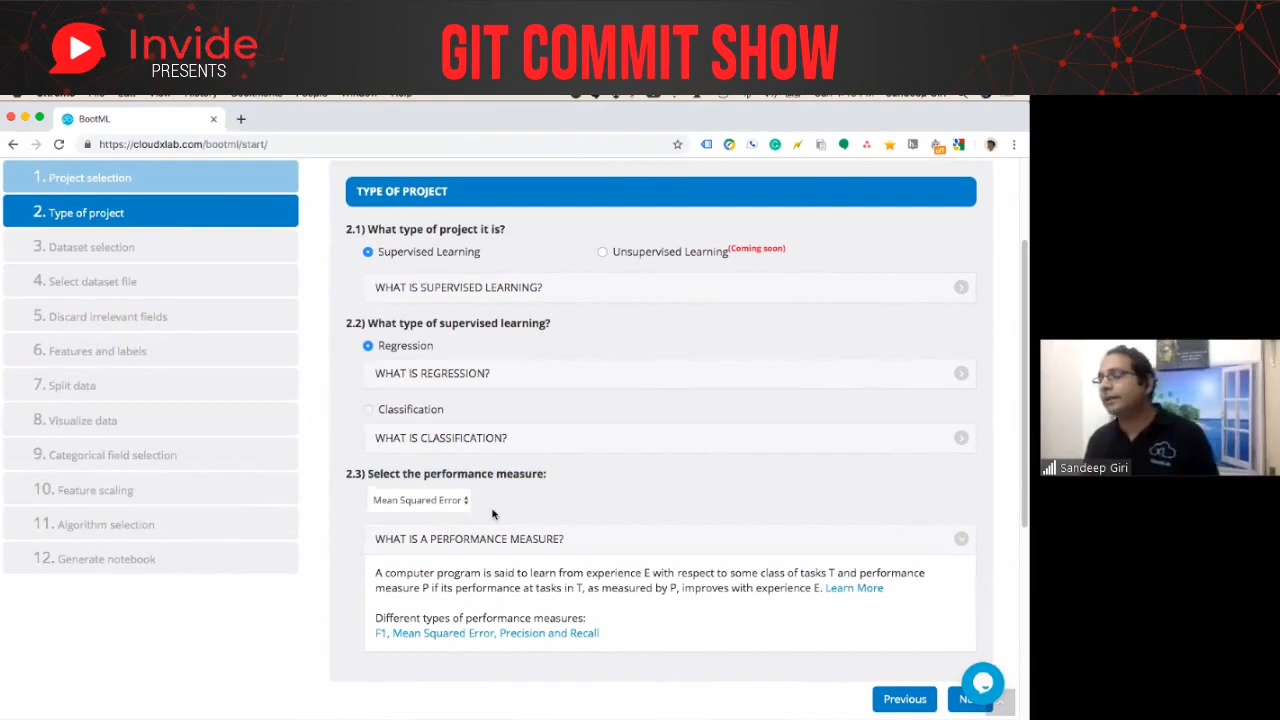 Invide
PRESENTS
GIT COMMIT SHOW
BootML
https://cloudxlab.com/bootml/start/
1. Project selection
2. Type of project
3. Dataset selection
4. Select dataset file
5. Discard irrelevant fields
6. Features and labels
7. Split data
8. Visualize data
9. Categorical field selection
10. Feature scaling
11. Algorithm selection
12. Generate notebook
TYPE OF PROJECT
2.1) What type of project it is?
Supervised Learning
Unsupervised Learning(Coming soon)
WHAT IS SUPERVISED LEARNING?
2.2) What type of supervised learning?
Regression
WHAT IS REGRESSION?
Classification
WHAT IS CLASSIFICATION?
2.3) Select the performance measure:
Mean Squared Error
WHAT IS A PERFORMANCE MEASURE?
A computer program is said to learn from experience E with respect to some class of tasks T and performance
measure P if its performance at tasks in T, as measured by P, improves with experience E. Learn More
Different types of performance measures:
F1, Mean Squared Error, Precision and Recall
Previous
Sandeep Giri